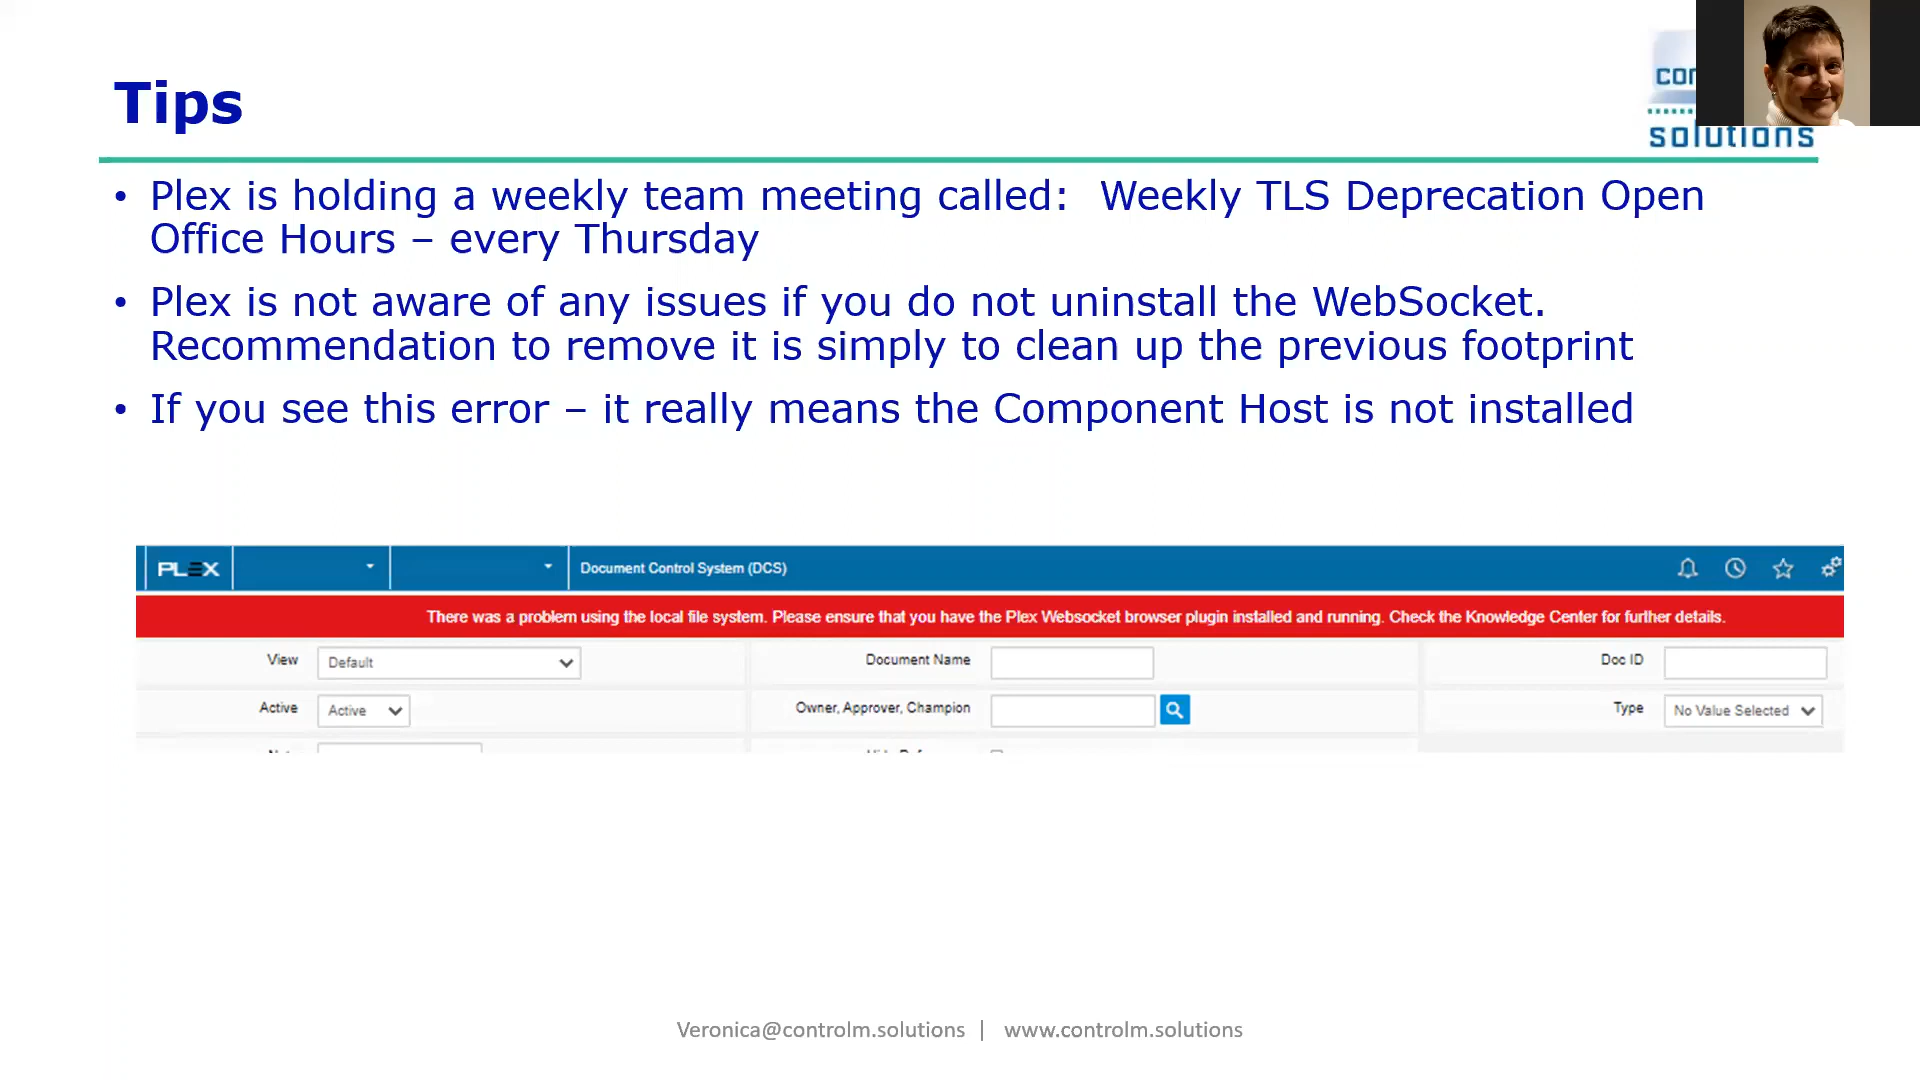 Tips
solutions
• Plex is holding a weekly team meeting called:  Weekly TLS Deprecation Open
Office Hours – every Thursday
• Plex is not aware of any issues if you do not uninstall the WebSocket.
Recommendation to remove it is simply to clean up the previous footprint
• If you see this error – it really means the Component Host is not installed
PLEX
Document Control System (DCS)
There was a problem using the local file system. Please ensure that you have the Plex Websocket browser plugin installed and running. Check the Knowledge Center for further details.
View Default Document Name Doc ID
Active Active Owner, Approver, Champion Type No Value Selected
Veronica@controlm.solutions | www.controlm.solutions